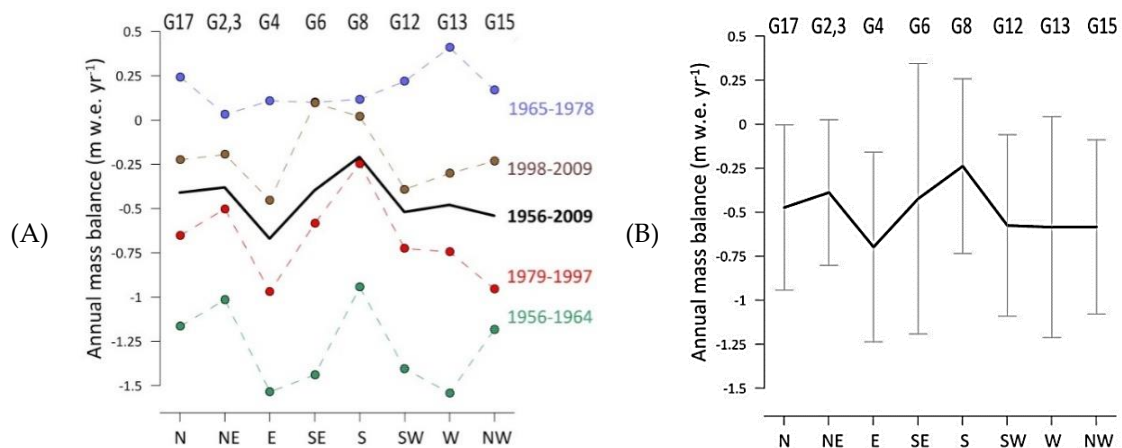 (A)
G17 G2,3 G4 G6 G8 G12 G13 G15
Annual mass balance (m w.e. yr⁻¹)
0.5
0.25
0
-0.25
-0.5
-0.75
-1
-1.25
-1.5
1965-1978
1998-2009
1956-2009
1979-1997
1956-1964
N NE E SE S SW W NW
(B)
G17 G2,3 G4 G6 G8 G12 G13 G15
Annual mass balance (m w.e. yr⁻¹)
0.5
0.25
0
-0.25
-0.5
-0.75
-1
-1.25
-1.5
N NE E SE S SW W NW